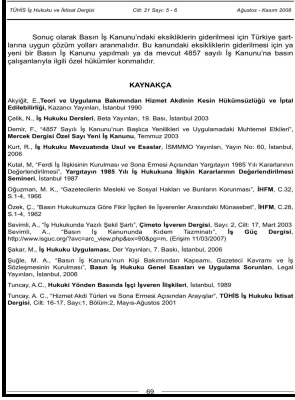 TÜHİS İş Hukuku ve İktisat Dergisi Cilt: 21 Sayı: 5 - 6 Ağustos - Kasım 2008
Sonuç olarak Basın İş Kanunu'ndaki eksikliklerin giderilmesi için Türkiye şart-
larına uygun çözüm yolları aranmalıdır. Bu kanundaki eksikliklerin giderilmesi için ya
yeni bir Basın İş Kanunu yapılmalı ya da mevcut 4857 sayılı İş Kanunu'na basın
çalışanlarıyla ilgili özel hükümler konmalıdır.
KAYNAKÇA
Akyiğit, E.,Teori ve Uygulama Bakımından Hizmet Akdinin Kesin Hükümsüzlüğü ve İptal
Edilebilirliği, Kazancı Yayınları, İstanbul 1990
Çelik, N., İş Hukuku Dersleri, Beta Yayınları, 19. Bası, İstanbul 2003
Demir, F., "4857 Sayılı İş Kanunu'nun Başlıca Yenilikleri ve Uygulamadaki Muhtemel Etkileri",
Mercek Dergisi Özel Sayı Yeni İş Kanunu, Temmuz 2003
Kurt, R., İş Hukuku Mevzuatında Usul ve Esaslar, İSMMMO Yayınları, Yayın No: 60, İstanbul,
2006
Kutal, M, "Ferdi İş İlişkisinin Kurulması ve Sona Ermesi Açısından Yargıtayın 1985 Yılı Kararlarının
Değerlendirilmesi", Yargıtayın 1985 Yılı İş Hukukuna İlişkin Kararlarının Değerlendirilmesi
Semineri, İstanbul 1987
Oğuzman, M. K., "Gazetecilerin Mesleki ve Sosyal Hakları ve Bunların Korunması", İHFM, C.32,
S.1-4, 1966
Özek, Ç., "Basın Hukukumuza Göre Fikir İşçileri ile İşverenler Arasındaki Münasebet", İHFM, C.28,
S.1-4, 1962
Sevimli, A., "İş Hukukunda Yazılı Şekil Şartı", Çimeto İşveren Dergisi, Sayı: 2, Cilt: 17, Mart 2003
Sevimli, A., "Basın İş Kanununda Kıdem Tazminatı", İş Güç Dergisi,
http://www.isguc.org/?avc=arc_view.php&ex=90&pg=m, (Erişim 11/03/2007)
Şakar, M., İş Hukuku Uygulaması, Der Yayınları, 7. Baskı, İstanbul, 2006
Şuğle, M. A., "Basın İş Kanunu'nun Kişi Bakımından Kapsamı, Gazeteci Kavramı ve İş
Sözleşmesinin Kurulması", Basın İş Hukuku Genel Esasları ve Uygulama Sorunları, Legal
Yayınları, İstanbul, 2006
Tuncay, A.C., Hukuki Yönden Basında İşçi İşveren İlişkileri, İstanbul, 1989
Tuncay, A. C., "Hizmet Akdi Türleri ve Sona Ermesi Açısından Arayışlar", TÜHİS İş Hukuku İktisat
Dergisi, Cilt: 16-17, Sayı:1, Bölüm:2, Mayıs-Ağustos 2001
69